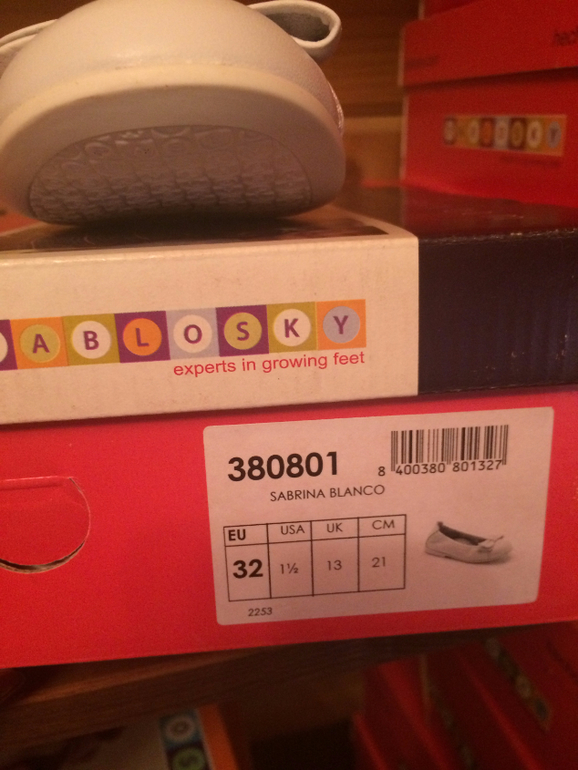 ABLOSKY
experts in growing feet
380801
SABRINA BLANCO
8 400380 801327
EU USA UK CM
32 1½ 13 21
2253